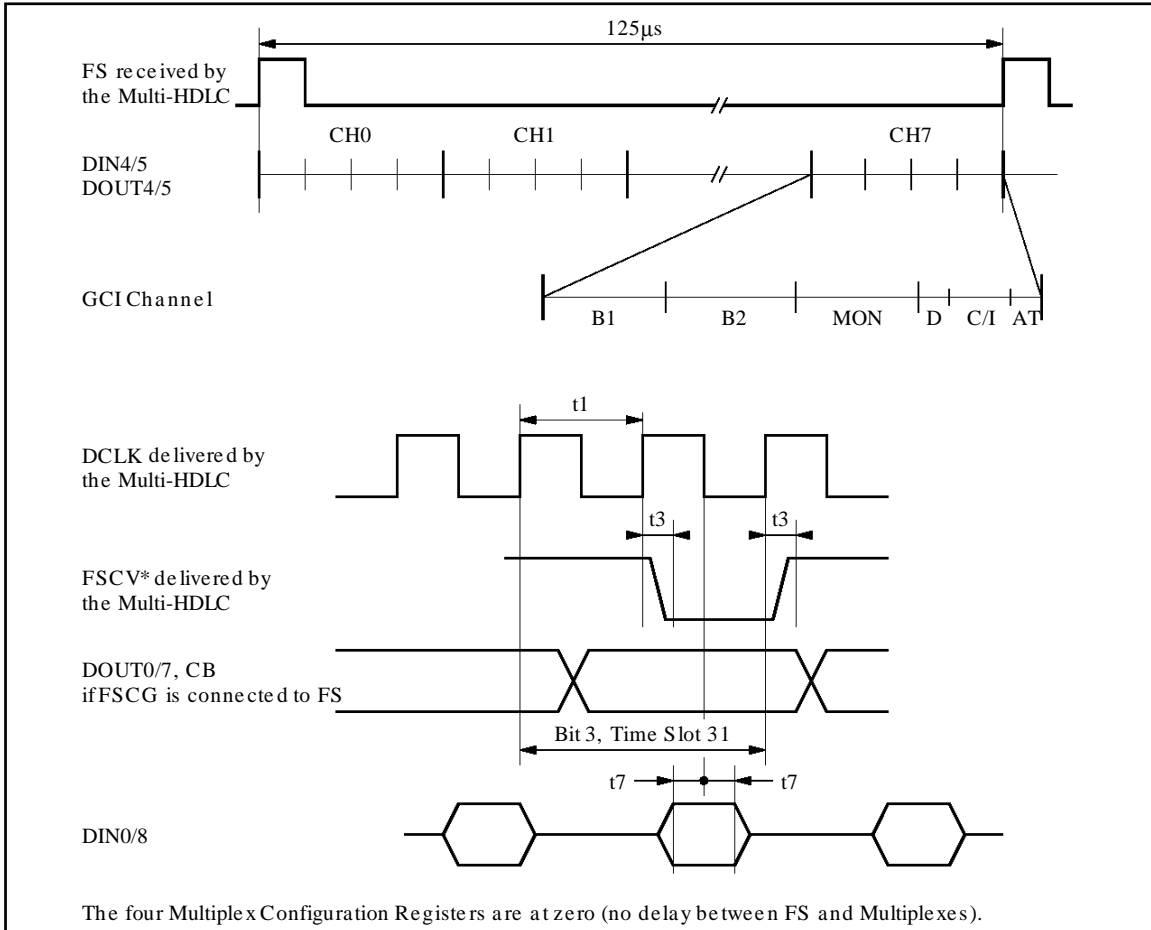 125µs
FS received by
the Multi-HDLC
CH0 CH1 CH7
DIN4/5
DOUT4/5
GCI Channel
B1 B2 MON D C/I AT
t1
DCLK delivered by
the Multi-HDLC
t3 t3
FSCV* delivered by
the Multi-HDLC
DOUT0/7, CB
if FSCG is connected to FS
Bit 3, Time Slot 31
t7 t7
DIN0/8
The four Multiplex Configuration Registers are at zero (no delay between FS and Multiplexes).